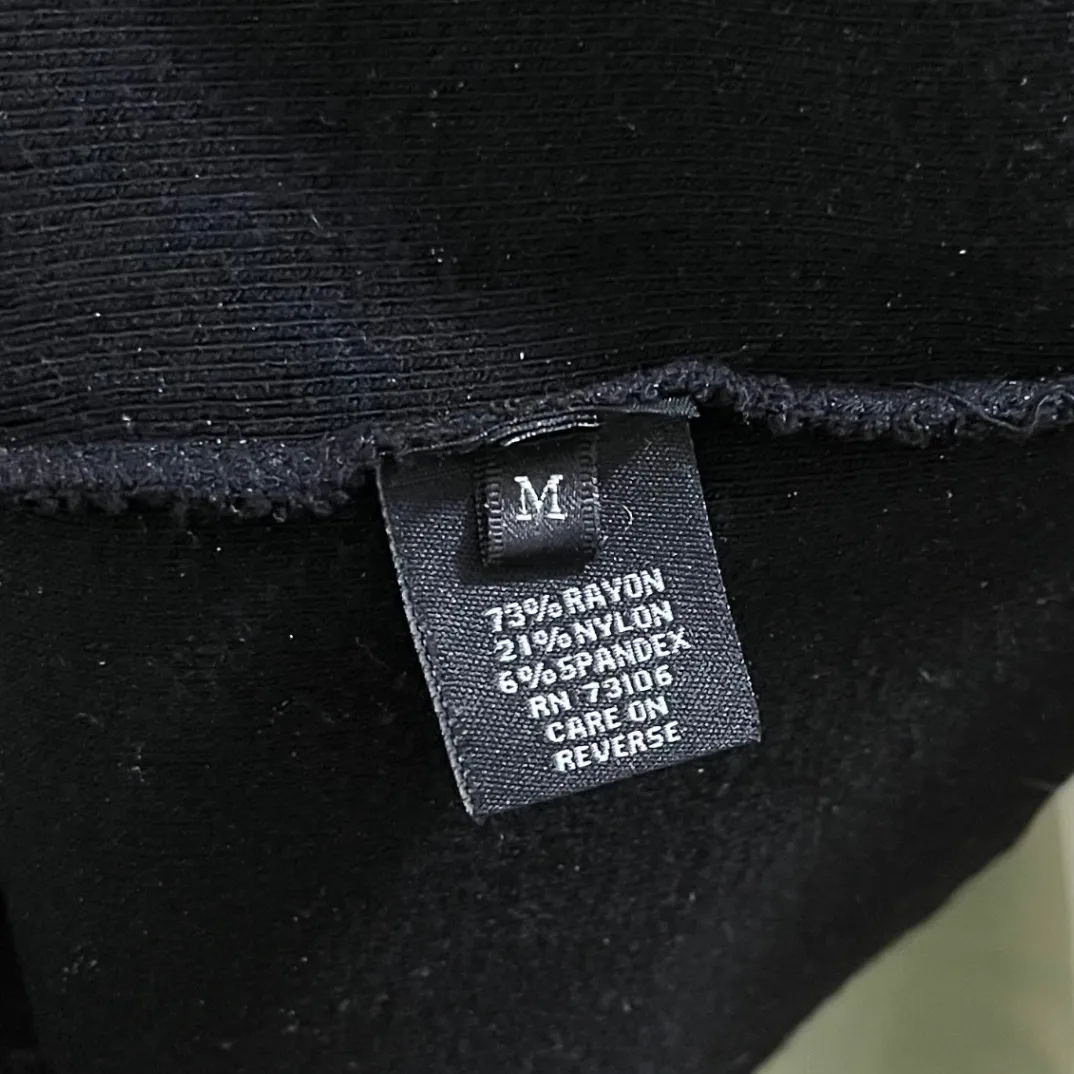 M
73%RAYON
21%NYLON
6%SPANDEX
RN 73106
CARE ON
REVERSE